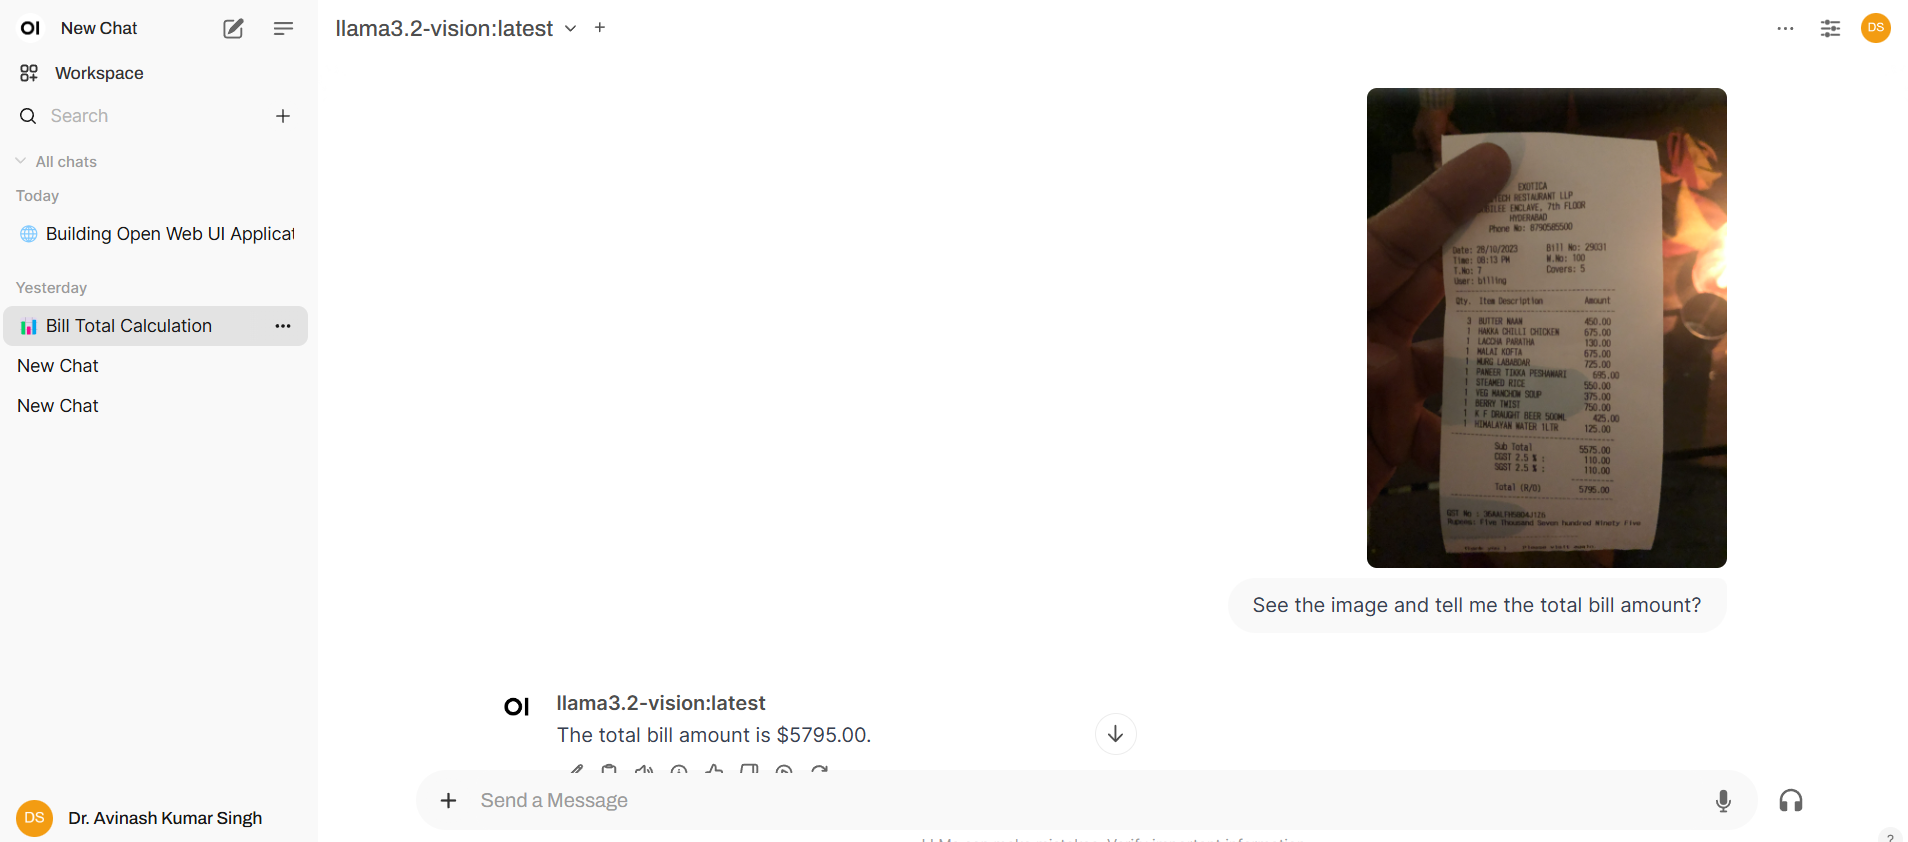 OI New Chat
Workspace
Search
All chats
Today
Building Open Web UI Applicat
Yesterday
Bill Total Calculation
New Chat
New Chat
DS Dr. Avinash Kumar Singh
llama3.2-vision:latest
DS
EXOTICA
TECH RESTAURANT LLP
ENCLAVE, 7th FLOOR
HYDERABAD
Phone No: 8790585500
Date: 28/10/2023 Bill No: 29031
Time: 08:13 PM W.No: 100
T.No: 7 Covers: 5
User: billing
Qty. Item Description Amount
3 BUTTER NAAN 450.00
1 HAKKA CHILLI CHICKEN 675.00
1 LACCHA PARATHA 130.00
1 MALAI KOFTA 675.00
1 MURG LABABDAR 725.00
1 PANEER TIKKA PESHAWARI 695.00
1 STEAMED RICE 550.00
1 VEG MANCHOW SOUP 375.00
1 BERRY TWIST 750.00
1 K F DRAUGHT BEER 500ML 425.00
1 HIMALAYAN WATER 1LTR 125.00
Sub Total 5575.00
CGST 2.5 % : 110.00
SGST 2.5 % : 110.00
Total (R/O) 5795.00
GST No :
Rupees: Five Thousand Seven hundred Ninety Five
See the image and tell me the total bill amount?
OI llama3.2-vision:latest
The total bill amount is $5795.00.
Send a Message
?